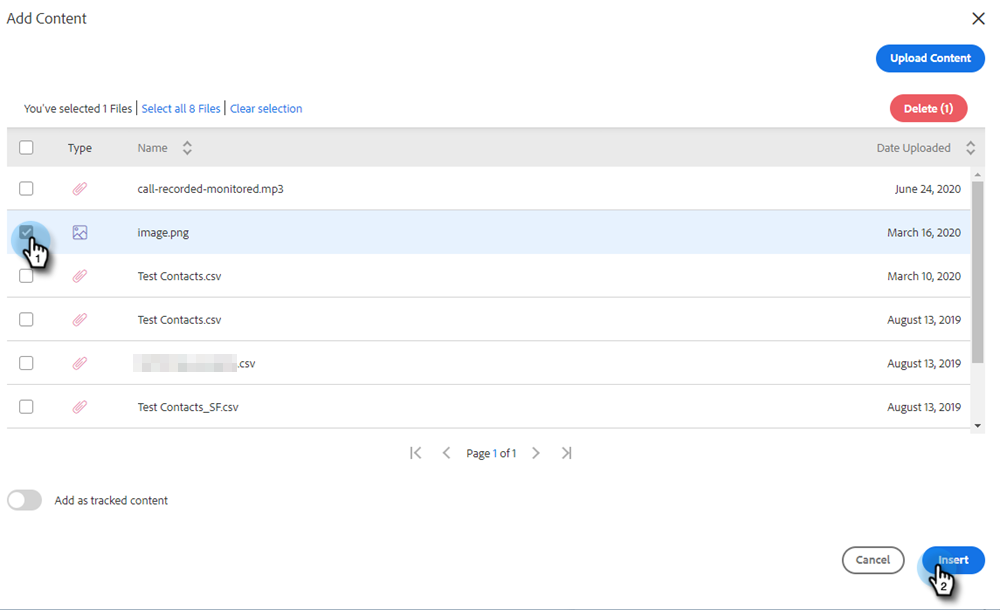 Add Content
Upload Content
You've selected 1 Files Select all 8 Files Clear selection
Delete (1)
Type Name Date Uploaded
call-recorded-monitored.mp3 June 24, 2020
image.png March 16, 2020
1
Test Contacts.csv March 10, 2020
Test Contacts.csv August 13, 2019
.csv August 13, 2019
Test Contacts_SF.csv August 13, 2019
Page 1 of 1
Add as tracked content
Cancel Insert
2